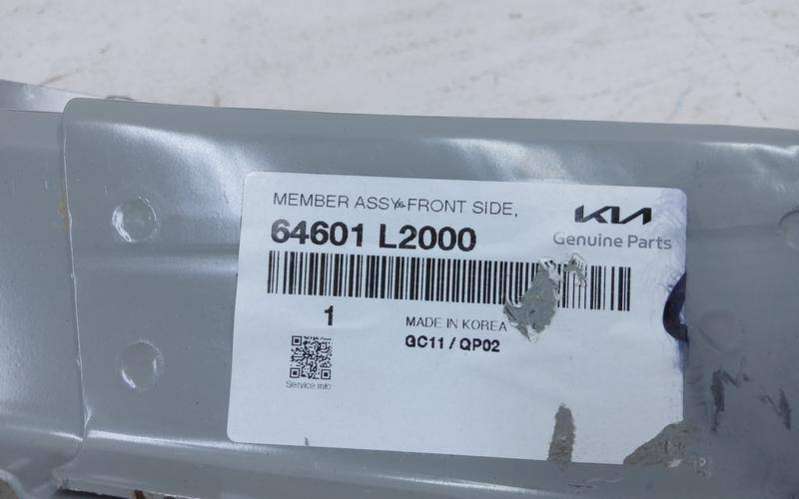 MEMBER ASSY-FRONT SIDE,
64601 L2000
KIA
Genuine Parts
1
MADE IN KOREA
GC11 / QP02
Service info